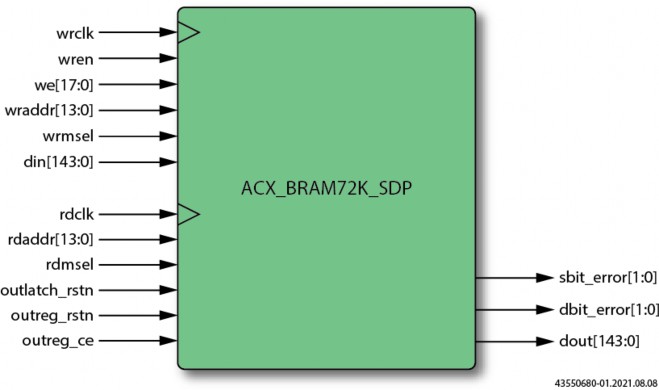 wrclk
wren
we[17:0]
wraddr[13:0]
wrmsel
din[143:0]
ACX_BRAM72K_SDP
rdclk
rdaddr[13:0]
rdmsel
outlatch_rstn
outreg_rstn
outreg_ce
sbit_error[1:0]
dbit_error[1:0]
dout[143:0]
43550680-01.2021.08.08